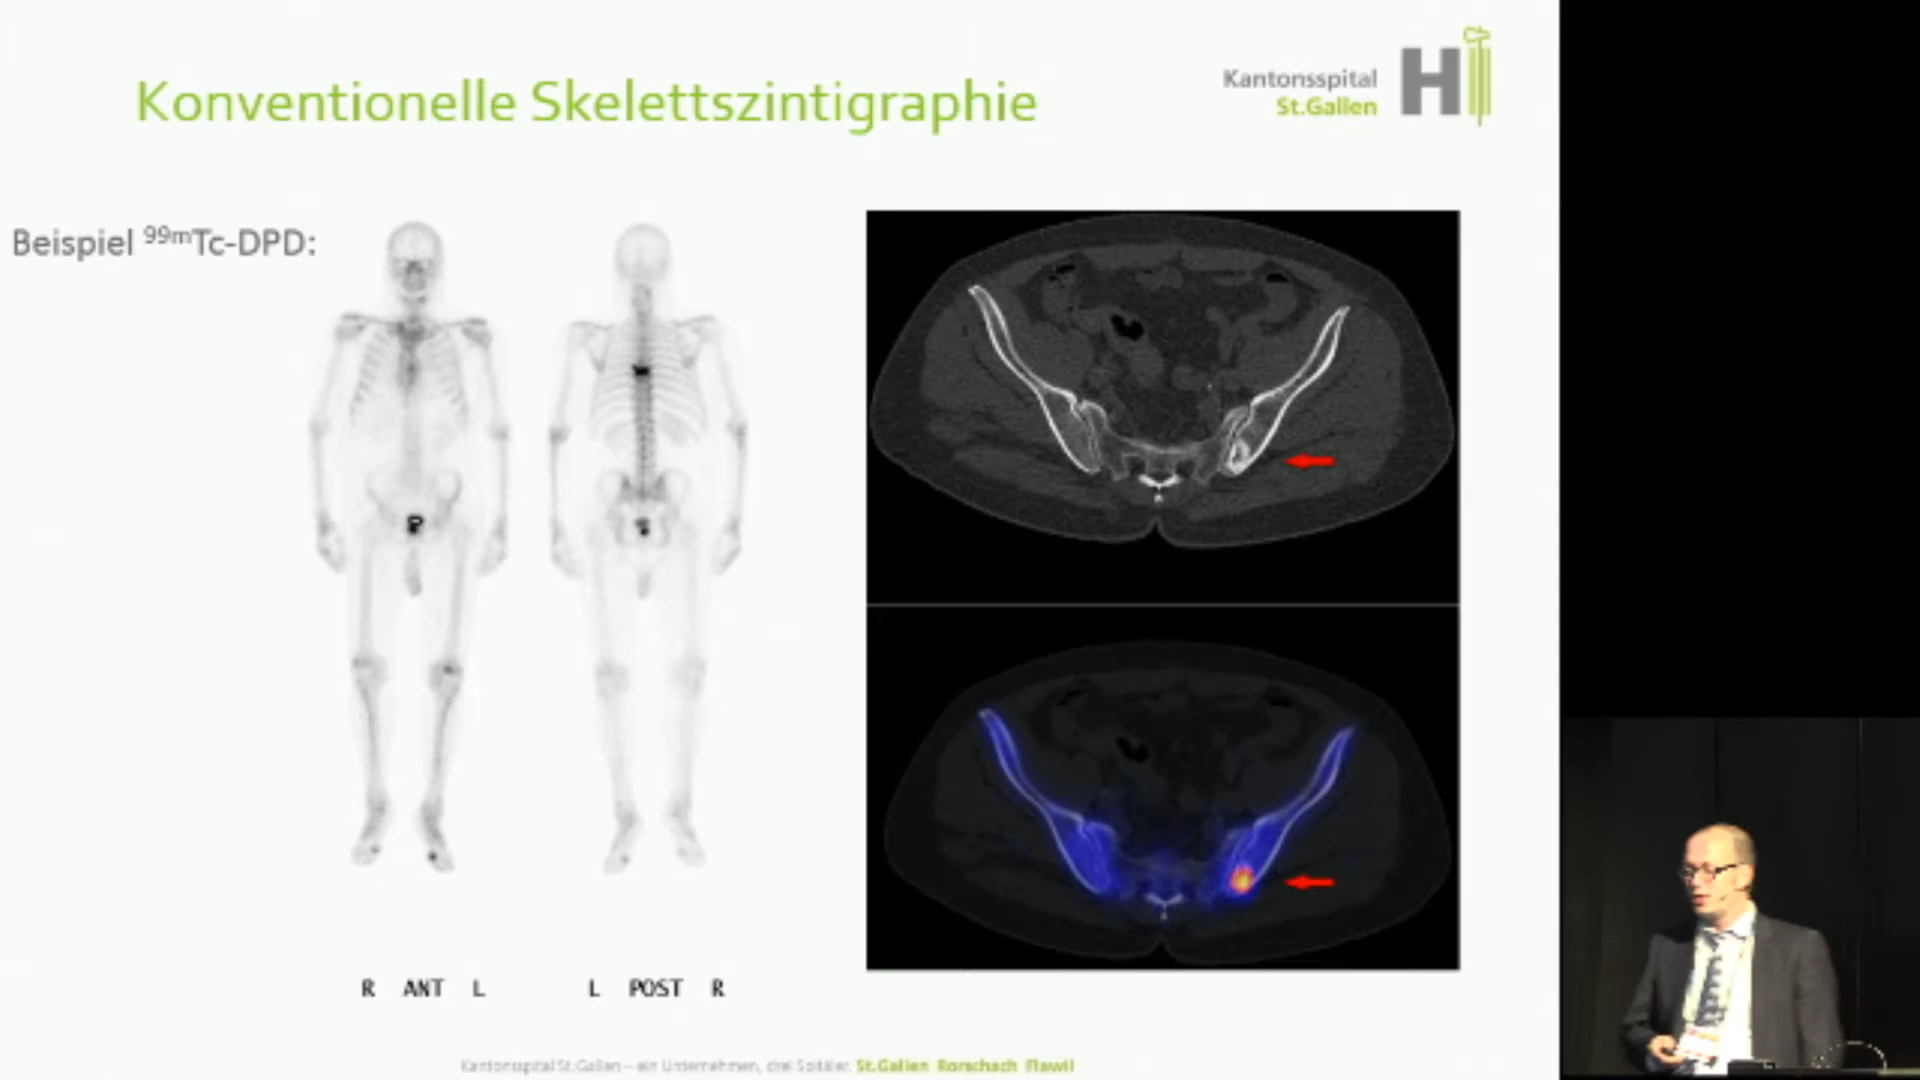 Konventionelle Skelettszintigraphie
Kantonsspital
St.Gallen
Beispiel ⁹⁹ᵐTc-DPD:
R ANT L
L POST R
Kantonsspital St.Gallen – ein Unternehmen, drei Spitäler. St.Gallen Rorschach Flawil